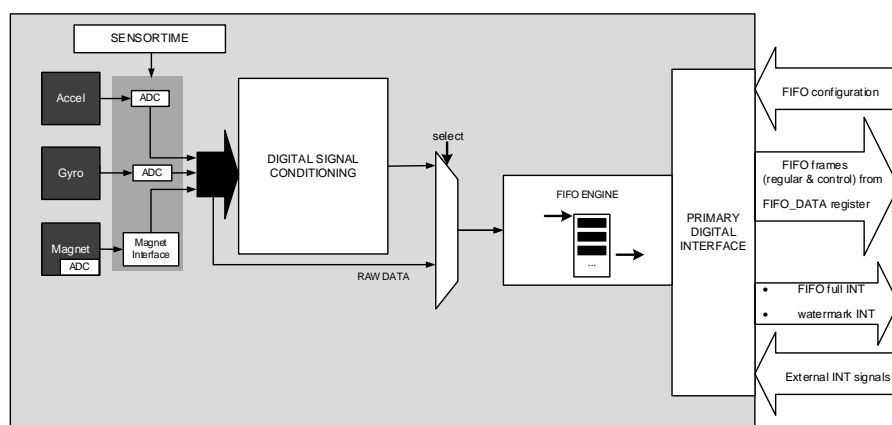 SENSORTIME
Accel
ADC
Gyro
ADC
Magnet
ADC
Magnet
Interface
DIGITAL SIGNAL
CONDITIONING
RAW DATA
select
FIFO ENGINE
...
PRIMARY
DIGITAL
INTERFACE
FIFO configuration
FIFO frames
(regular & control) from
FIFO_DATA register
• FIFO full INT
• watermark INT
External INT signals